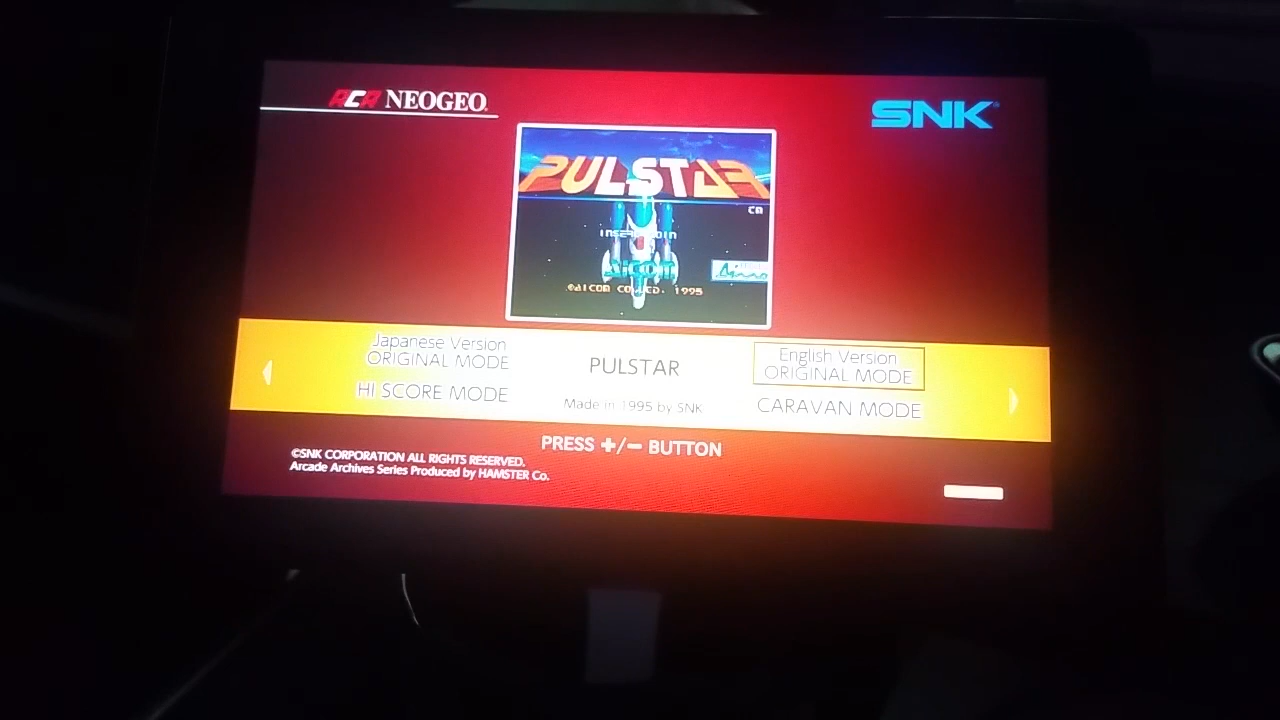 ACA NEOGEO
SNK
PULSTAR
INSERT COIN
AICOM
©AICOM CO., LTD. 1995
Japanese Version
ORIGINAL MODE
HI SCORE MODE
PULSTAR
Made in 1995 by SNK
English Version
ORIGINAL MODE
CARAVAN MODE
PRESS +/− BUTTON
©SNK CORPORATION ALL RIGHTS RESERVED.
Arcade Archives Series Produced by HAMSTER Co.